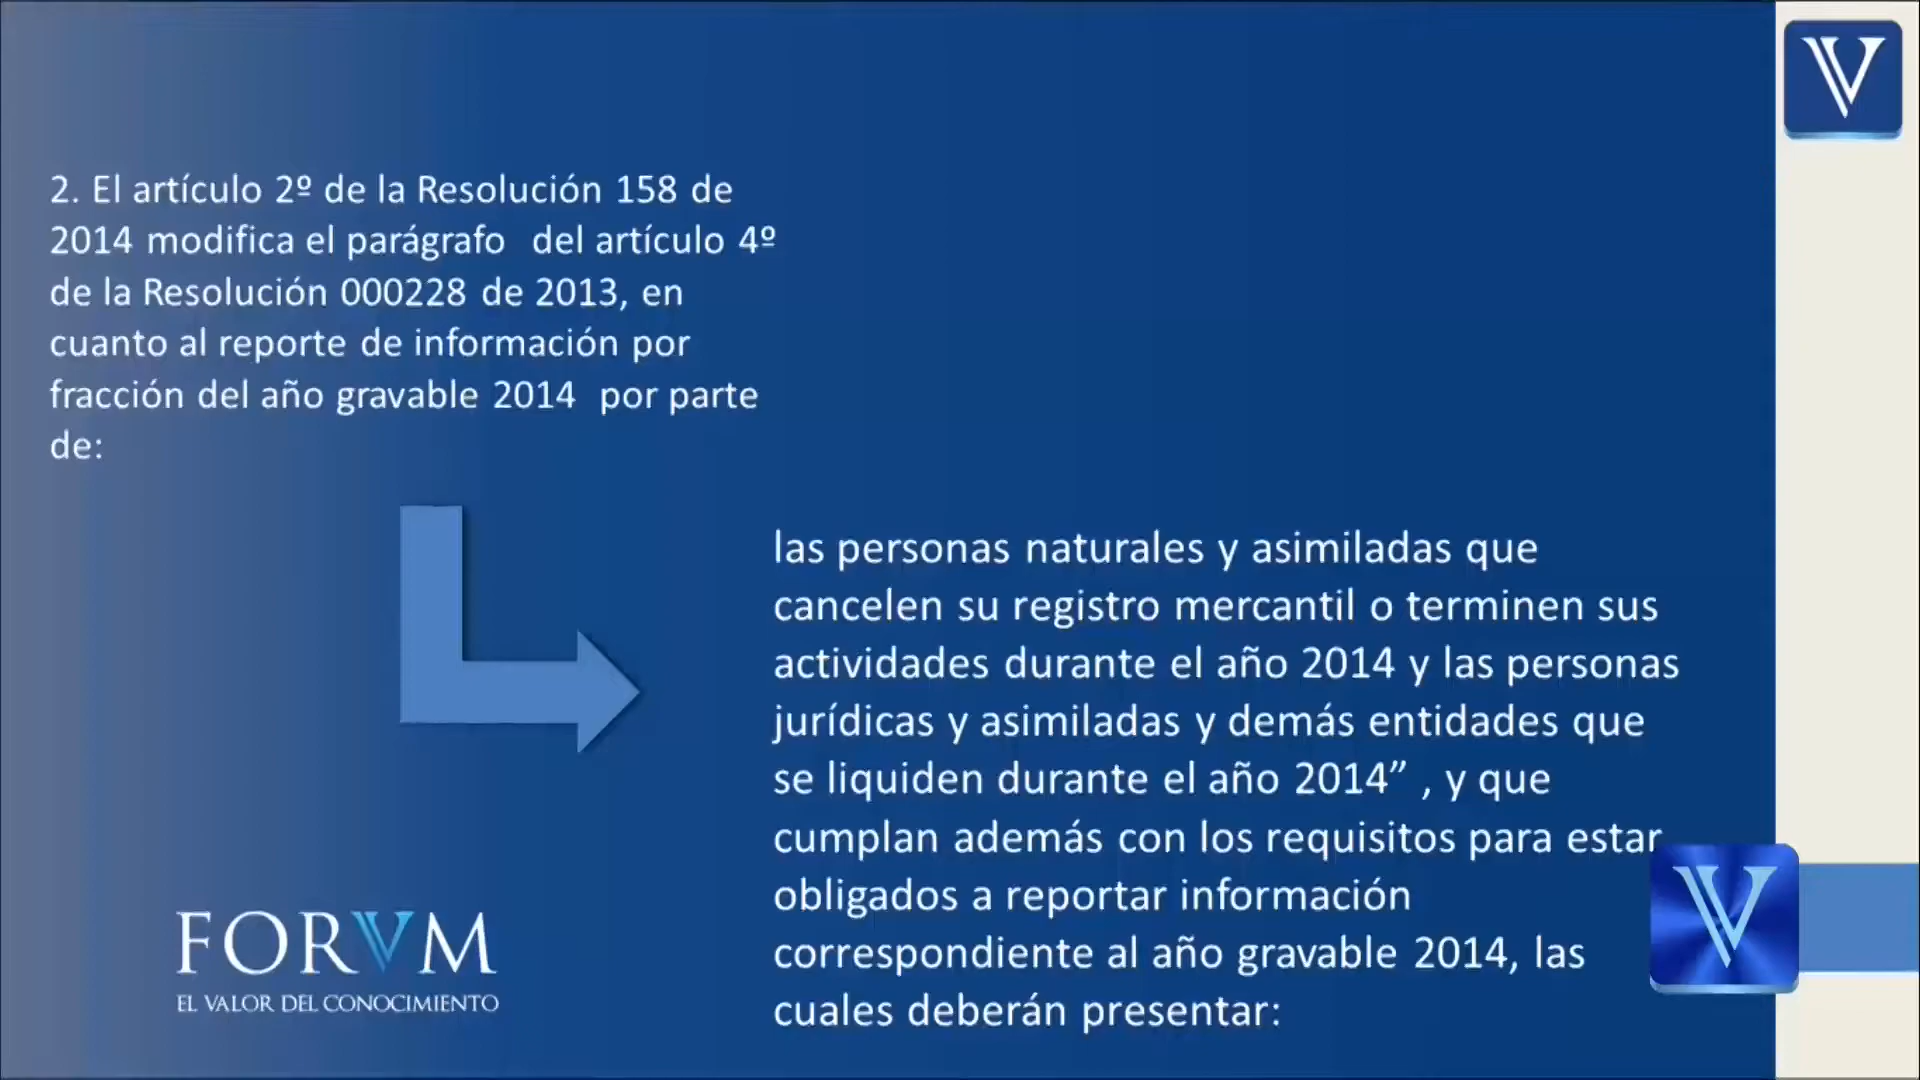 2. El artículo 2º de la Resolución 158 de
2014 modifica el parágrafo  del artículo 4º
de la Resolución 000228 de 2013, en
cuanto al reporte de información por
fracción del año gravable 2014  por parte
de:
las personas naturales y asimiladas que
cancelen su registro mercantil o terminen sus
actividades durante el año 2014 y las personas
jurídicas y asimiladas y demás entidades que
se liquiden durante el año 2014” , y que
cumplan además con los requisitos para estar
obligados a reportar información
correspondiente al año gravable 2014, las
cuales deberán presentar:
FORVM
EL VALOR DEL CONOCIMIENTO
V
V